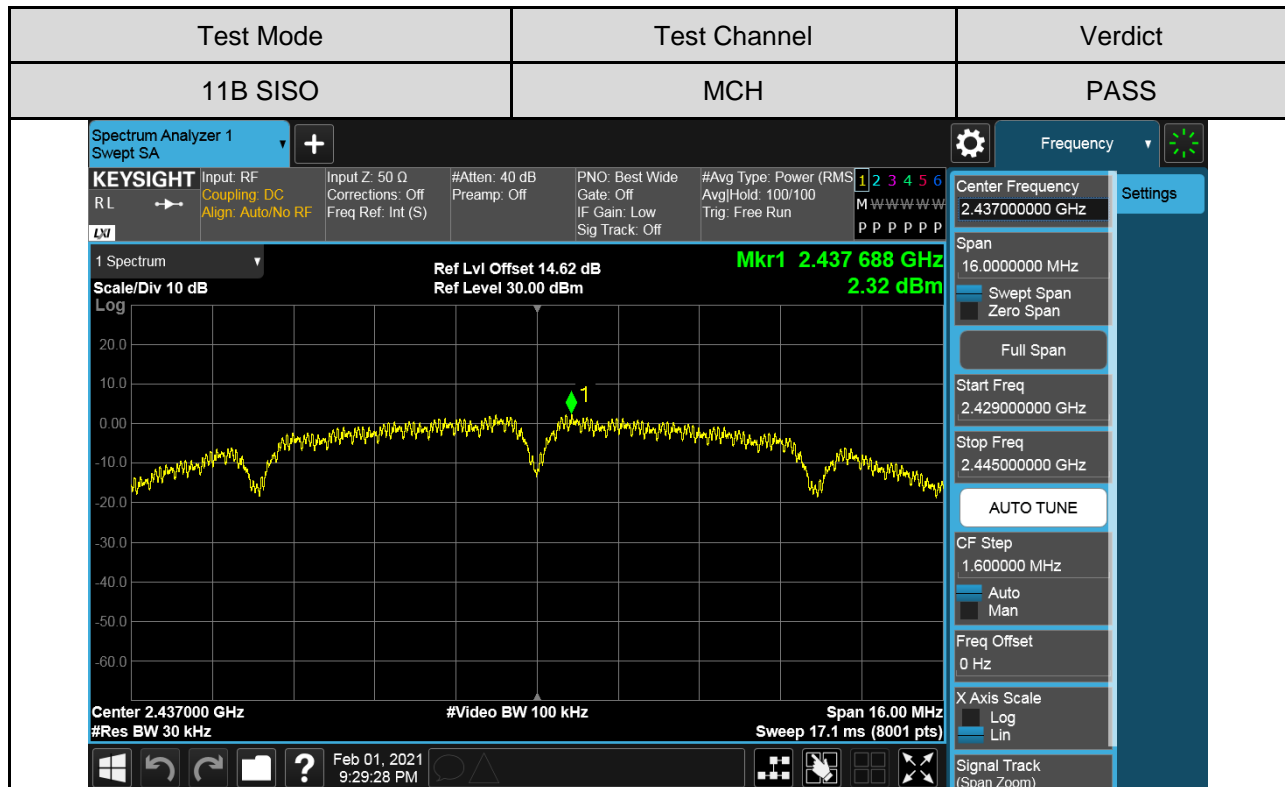 Test Mode Test Channel Verdict
11B SISO MCH PASS
Spectrum Analyzer 1
Swept SA
+
Frequency
KEYSIGHT
RL
LXI
Input: RF
Coupling: DC
Align: Auto/No RF
Input Z: 50 Ω
Corrections: Off
Freq Ref: Int (S)
#Atten: 40 dB
Preamp: Off
PNO: Best Wide
Gate: Off
IF Gain: Low
Sig Track: Off
#Avg Type: Power (RMS
Avg|Hold: 100/100
Trig: Free Run
1 2 3 4 5 6
M W W W W W
P P P P P P
1 Spectrum
Scale/Div 10 dB
Ref Lvl Offset 14.62 dB
Ref Level 30.00 dBm
Mkr1 2.437 688 GHz
2.32 dBm
Log
20.0
10.0
0.00
-10.0
-20.0
-30.0
-40.0
-50.0
-60.0
1
Center 2.437000 GHz
#Res BW 30 kHz
#Video BW 100 kHz
Span 16.00 MHz
Sweep 17.1 ms (8001 pts)
?
Feb 01, 2021
9:29:28 PM
Center Frequency
2.437000000 GHz
Settings
Span
16.0000000 MHz
Swept Span
Zero Span
Full Span
Start Freq
2.429000000 GHz
Stop Freq
2.445000000 GHz
AUTO TUNE
CF Step
1.600000 MHz
Auto
Man
Freq Offset
0 Hz
X Axis Scale
Log
Lin
Signal Track
(Span Zoom)